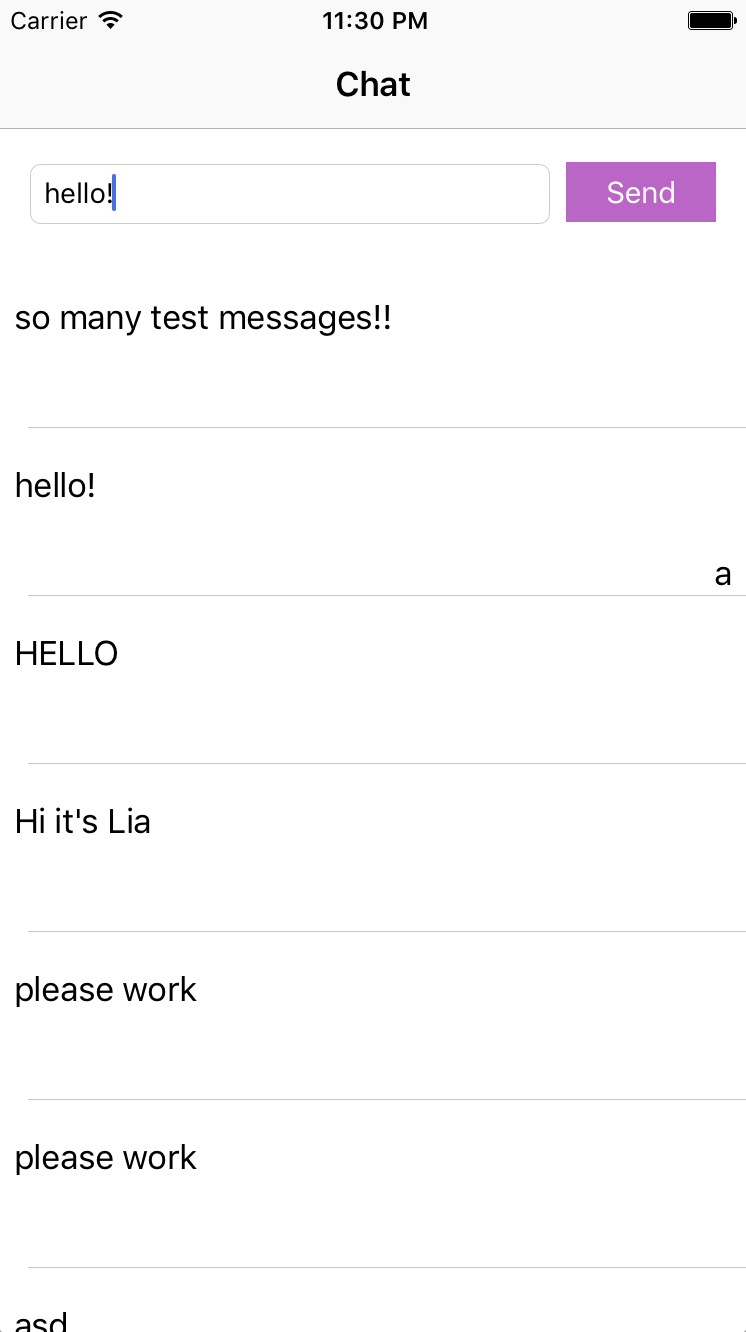 Carrier 11:30 PM
Chat
hello! Send
so many test messages!!
hello!
a
HELLO
Hi it's Lia
please work
please work
asd